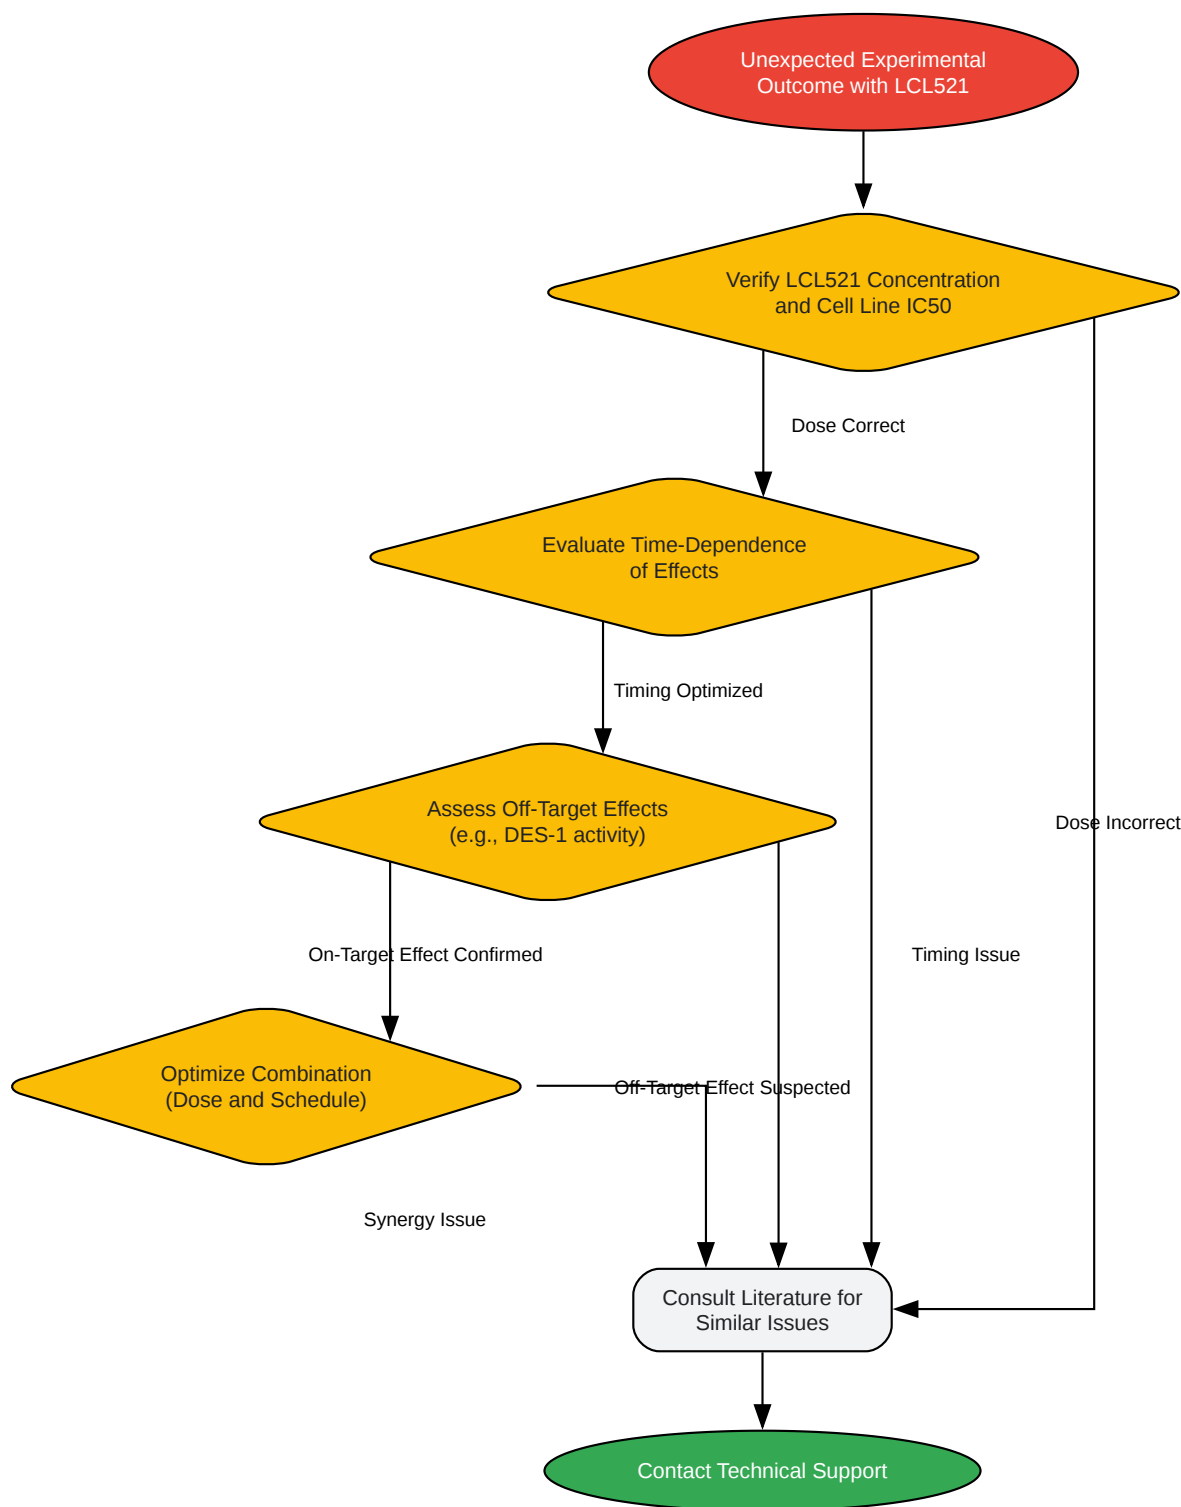 Unexpected Experimental
Outcome with LCL521
Verify LCL521 Concentration
and Cell Line IC50
Dose Correct
Evaluate Time-Dependence
of Effects
Timing Optimized
Assess Off-Target Effects
(e.g., DES-1 activity)
Dose Incorrect
On-Target Effect Confirmed
Timing Issue
Optimize Combination
(Dose and Schedule)
Off-Target Effect Suspected
Synergy Issue
Consult Literature for
Similar Issues
Contact Technical Support